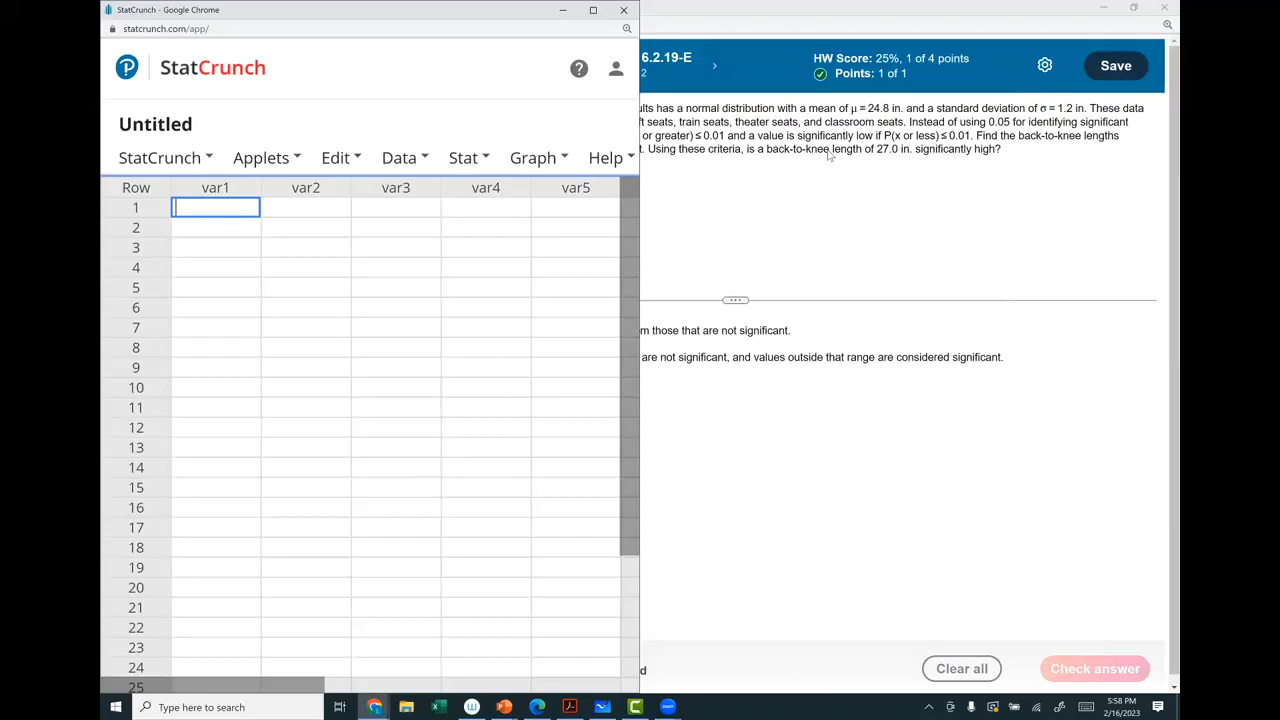 StatCrunch - Google Chrome
statcrunch.com/app/
StatCrunch
Untitled
StatCrunch Applets Edit Data Stat Graph Help
Row var1 var2 var3 var4 var5
1
2
3
4
5
6
7
8
9
10
11
12
13
14
15
16
17
18
19
20
21
22
23
24
25
6.2.19-E
2
HW Score: 25%, 1 of 4 points
Points: 1 of 1
Save
has a normal distribution with a mean of μ = 24.8 in. and a standard deviation of σ = 1.2 in. These data
seats, train seats, theater seats, and classroom seats. Instead of using 0.05 for identifying significant
or greater) ≤ 0.01 and a value is significantly low if P(x or less) ≤ 0.01. Find the back-to-knee lengths
Using these criteria, is a back-to-knee length of 27.0 in. significantly high?
those that are not significant.
are not significant, and values outside that range are considered significant.
Clear all
Check answer
Type here to search
5:58 PM
2/16/2023